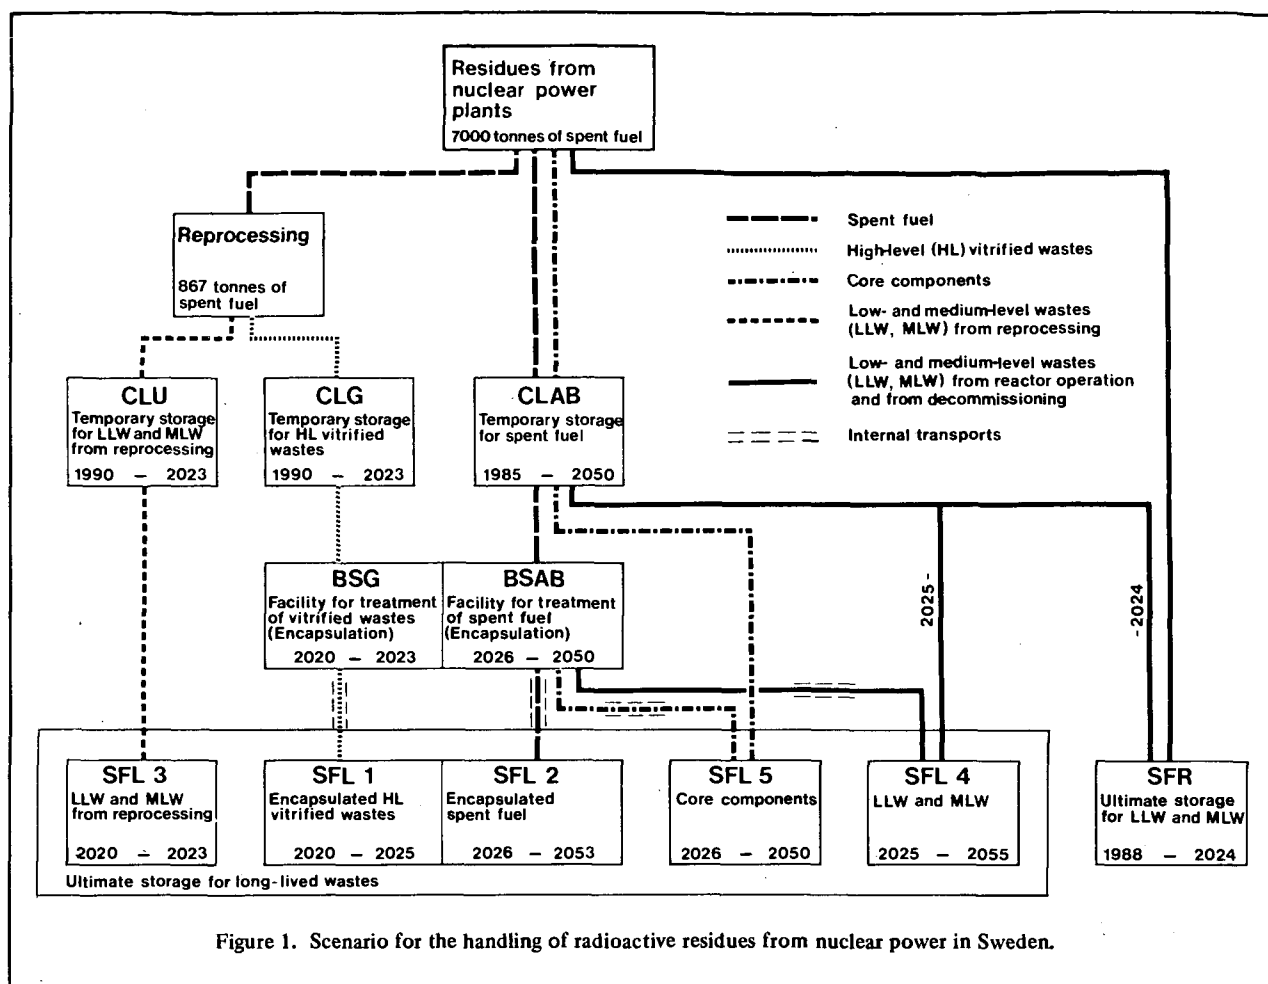 Residues from
nuclear power
plants
7000 tonnes of spent fuel
Reprocessing
867 tonnes of
spent fuel
Spent fuel
High-level (HL) vitrified wastes
Core components
Low- and medium-level wastes
(LLW, MLW) from reprocessing
Low- and medium-level wastes
(LLW, MLW) from reactor operation
and from decommissioning
Internal transports
CLU
Temporary storage
for LLW and MLW
from reprocessing
1990 — 2023
CLG
Temporary storage
for HL vitrified
wastes
1990 — 2023
CLAB
Temporary storage
for spent fuel
1985 — 2050
BSG
Facility for treatment
of vitrified wastes
(Encapsulation)
2020 — 2023
BSAB
Facility for treatment
of spent fuel
(Encapsulation)
2026 — 2050
2025-
-2024
SFL 3
LLW and MLW
from reprocessing
2020 — 2023
SFL 1
Encapsulated HL
vitrified wastes
2020 — 2025
SFL 2
Encapsulated
spent fuel
2026 — 2053
SFL 5
Core components
2026 — 2050
SFL 4
LLW and MLW
2025 — 2055
SFR
Ultimate storage
for LLW and MLW
1988 — 2024
Ultimate storage for long-lived wastes
Figure 1. Scenario for the handling of radioactive residues from nuclear power in Sweden.